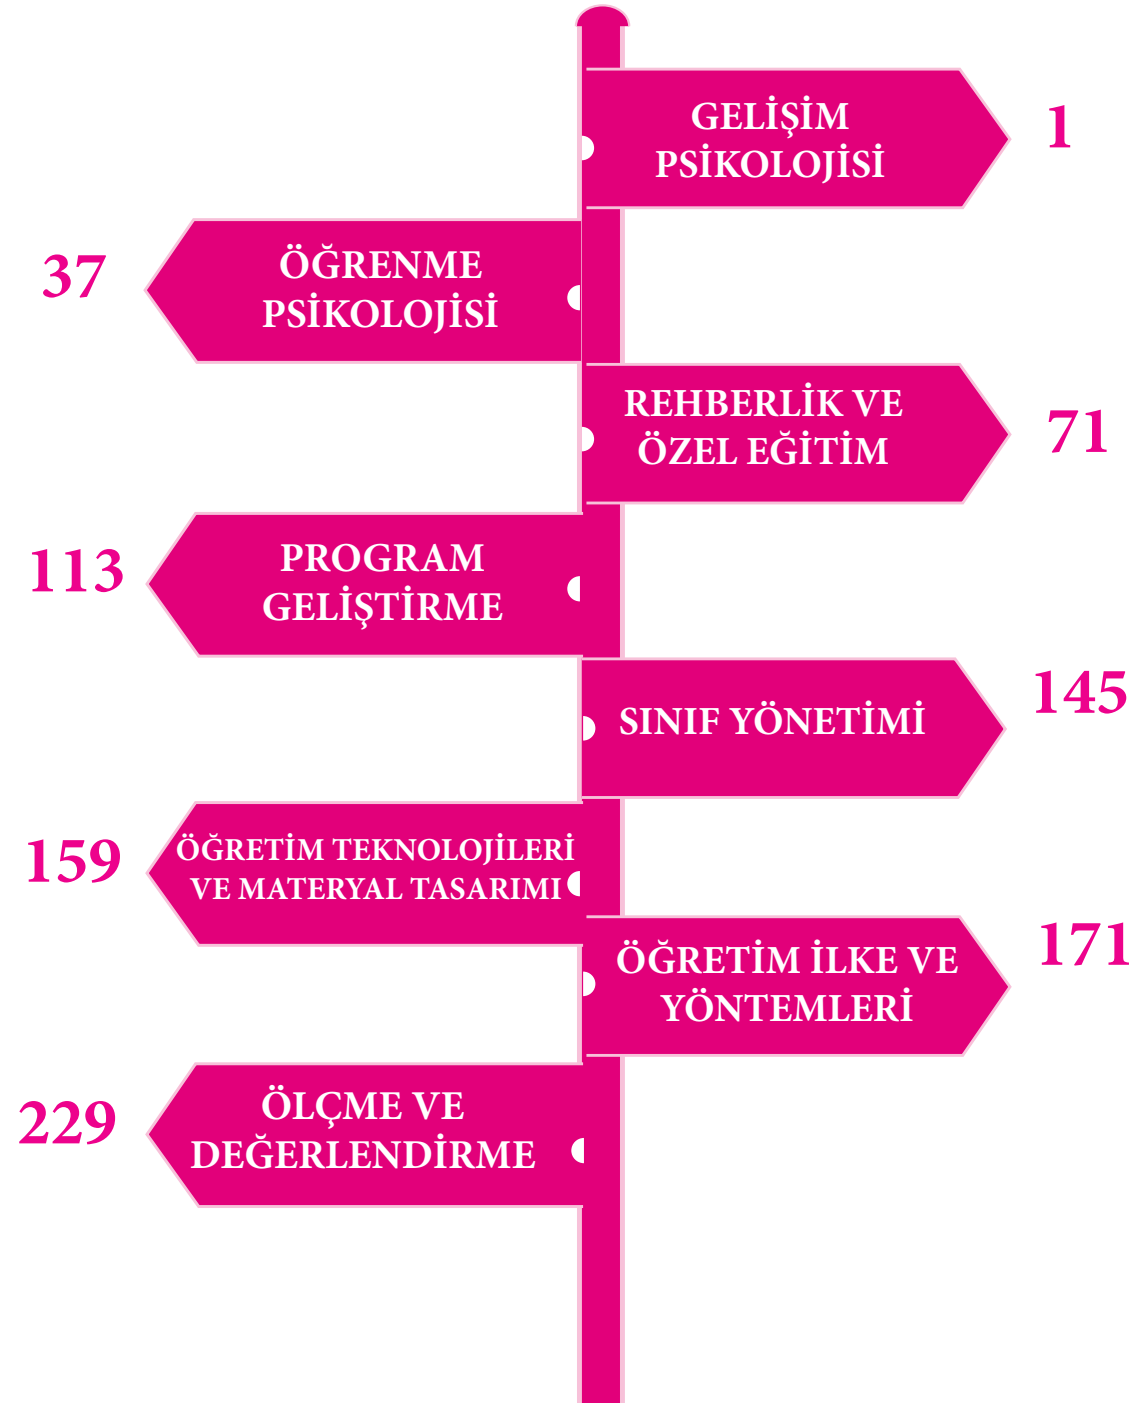 GELİŞİM
PSİKOLOJİSİ
1
37
ÖĞRENME
PSİKOLOJİSİ
REHBERLİK VE
ÖZEL EĞİTİM
71
113
PROGRAM
GELİŞTİRME
SINIF YÖNETİMİ
145
159
ÖĞRETİM TEKNOLOJİLERİ
VE MATERYAL TASARIMI
ÖĞRETİM İLKE VE
YÖNTEMLERİ
171
229
ÖLÇME VE
DEĞERLENDİRME